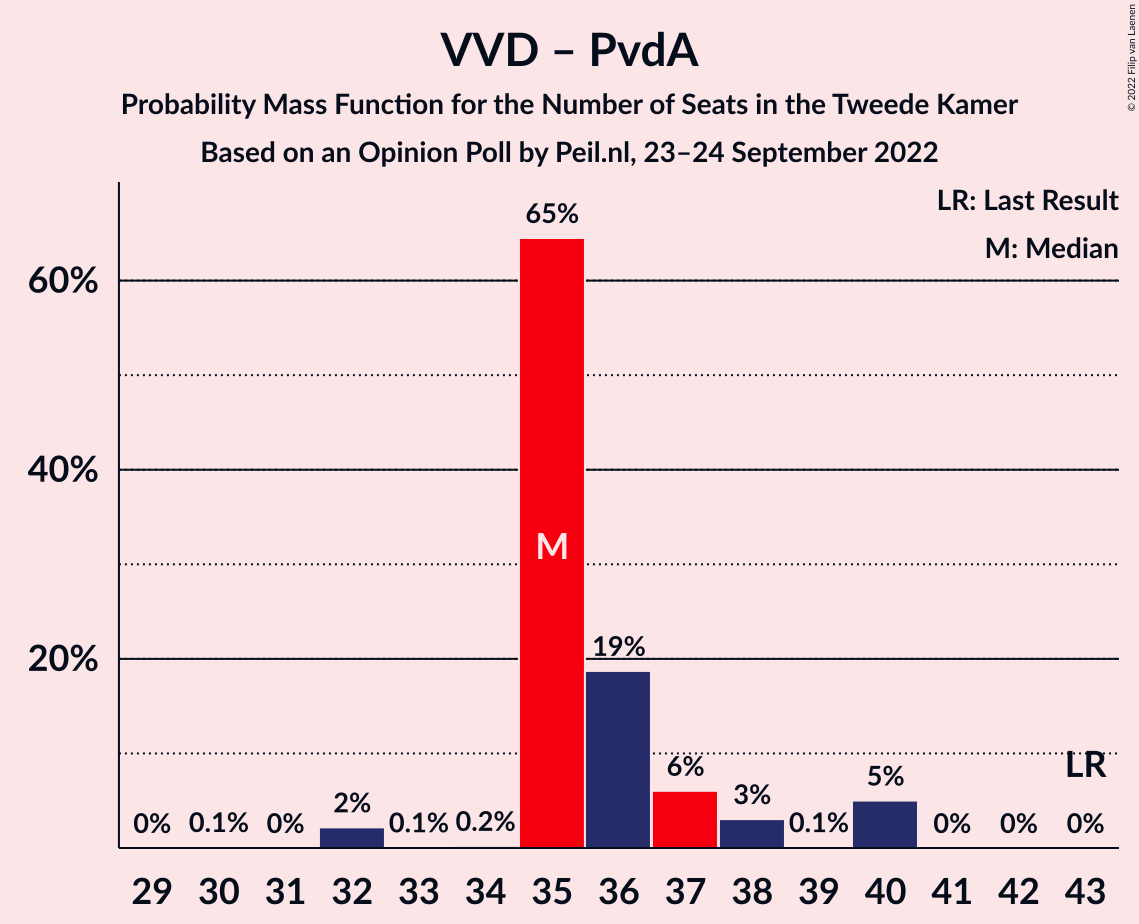 VVD – PvdA
Probability Mass Function for the Number of Seats in the Tweede Kamer
Based on an Opinion Poll by Peil.nl, 23–24 September 2022
© 2022 Filip van Laenen
LR: Last Result
M: Median
60%
40%
20%
0%
0.1%
0%
2%
0.1%
0.2%
65%
M
19%
6%
3%
0.1%
5%
0%
0%
0%
LR
29 30 31 32 33 34 35 36 37 38 39 40 41 42 43